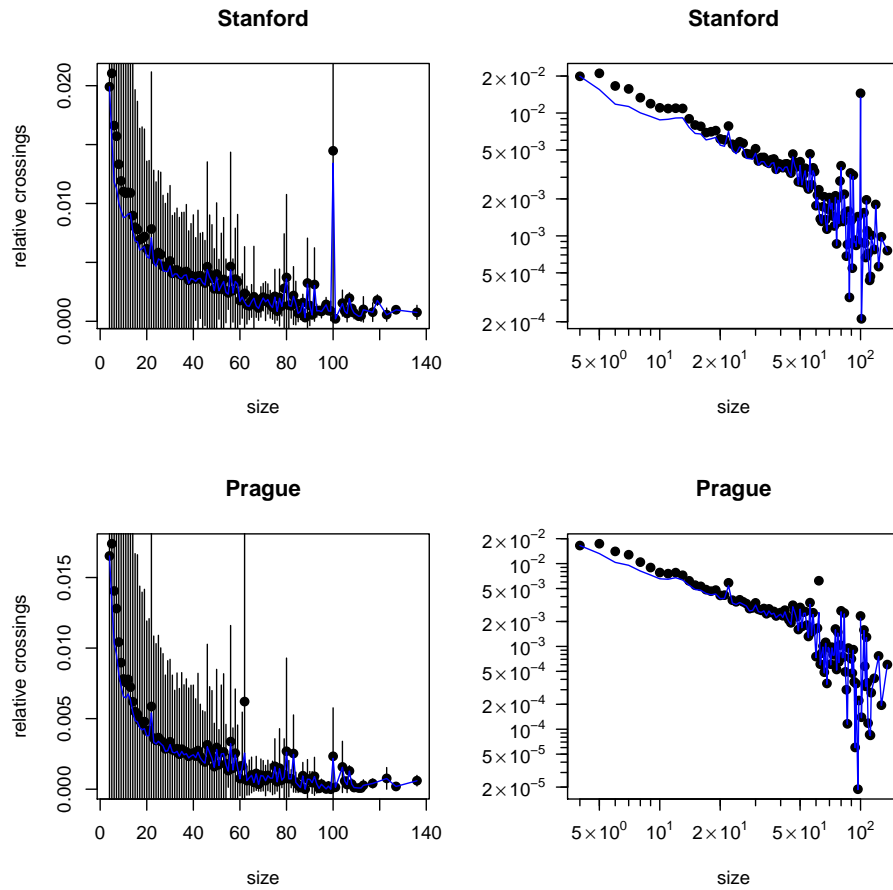 Stanford
relative crossings
0.020
0.010
0.000
0 20 40 60 80 100 120 140
size
Stanford
2×10⁻²
10⁻²
5×10⁻³
2×10⁻³
10⁻³
5×10⁻⁴
2×10⁻⁴
5×10⁰ 10¹ 2×10¹ 5×10¹ 10²
size
Prague
relative crossings
0.015
0.010
0.005
0.000
0 20 40 60 80 100 120 140
size
Prague
2×10⁻²
10⁻²
5×10⁻³
2×10⁻³
10⁻³
5×10⁻⁴
2×10⁻⁴
10⁻⁴
5×10⁻⁵
2×10⁻⁵
5×10⁰ 10¹ 2×10¹ 5×10¹ 10²
size